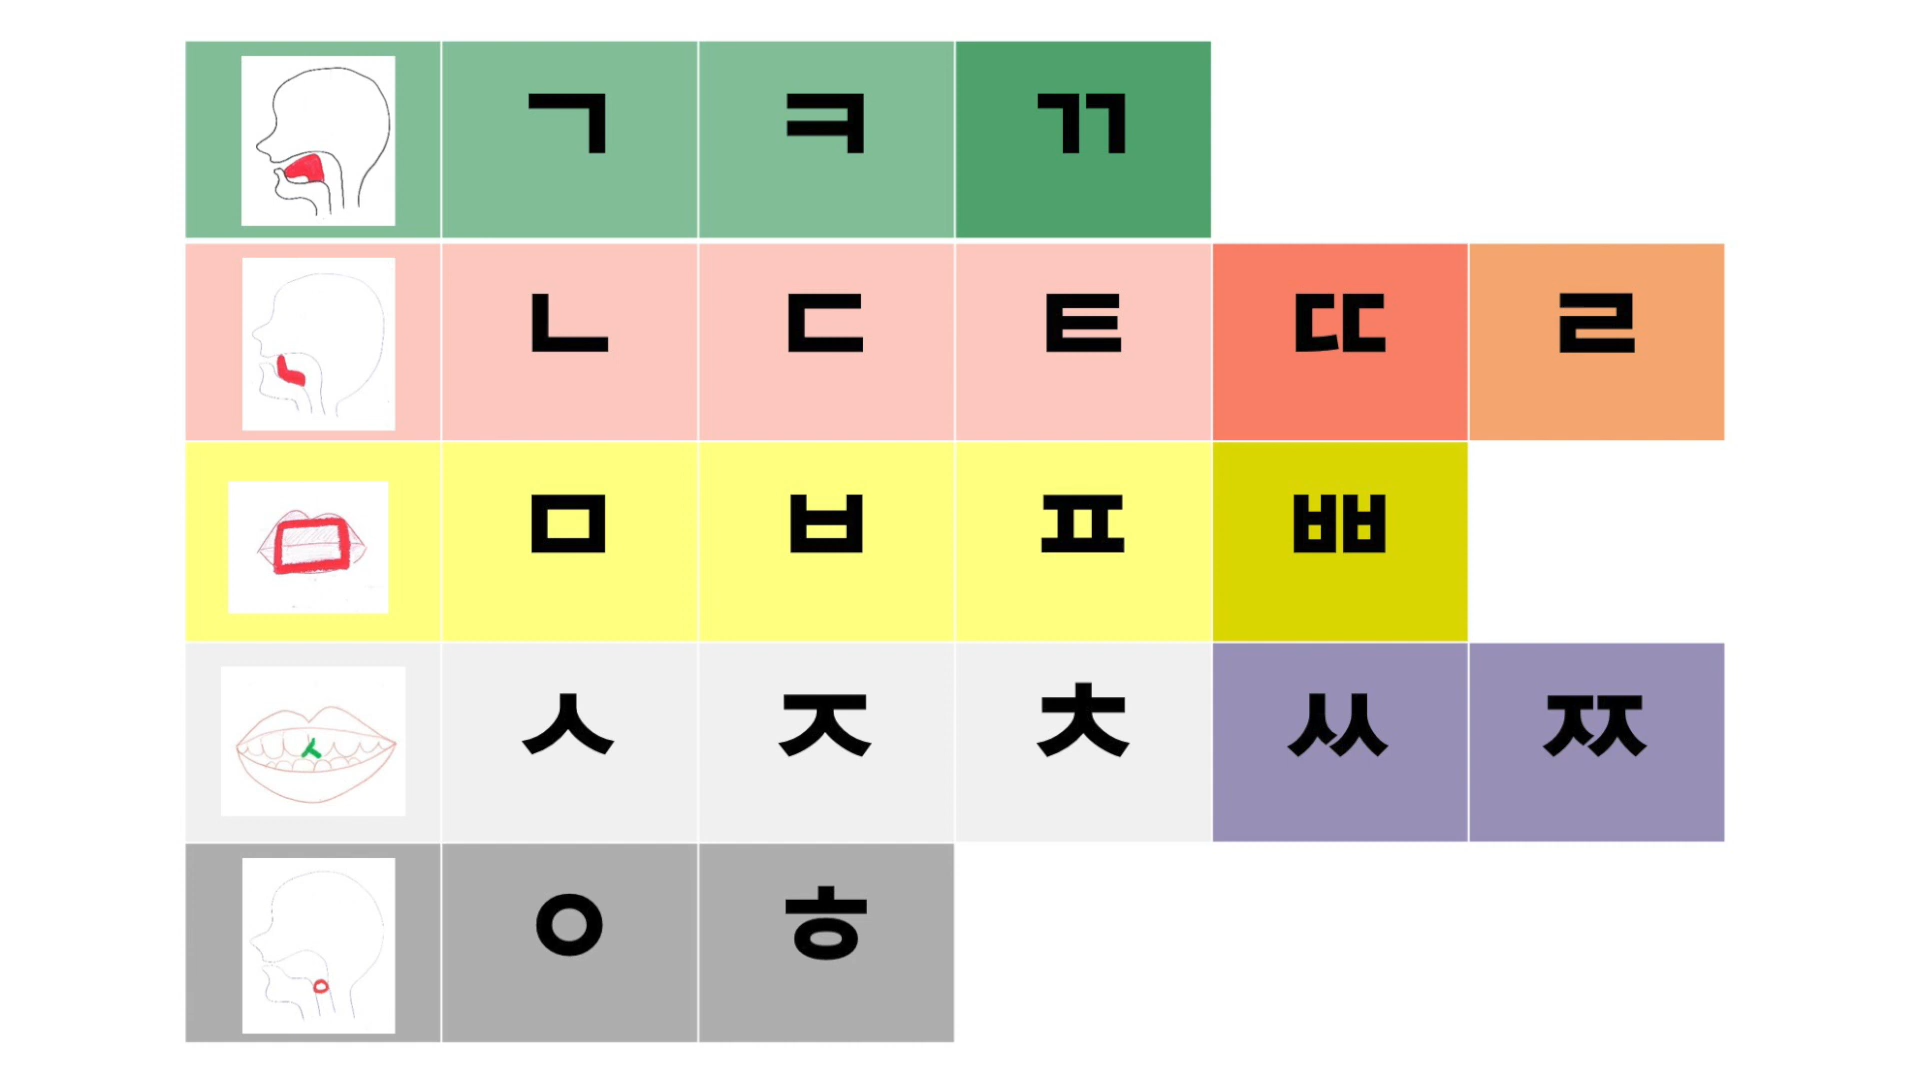 ㄱ ㅋ ㄲ
ㄴ ㄷ ㅌ ㄸ ㄹ
ㅁ ㅂ ㅍ ㅃ
ㅅ ㅈ ㅊ ㅆ ㅉ
ㅇ ㅎ